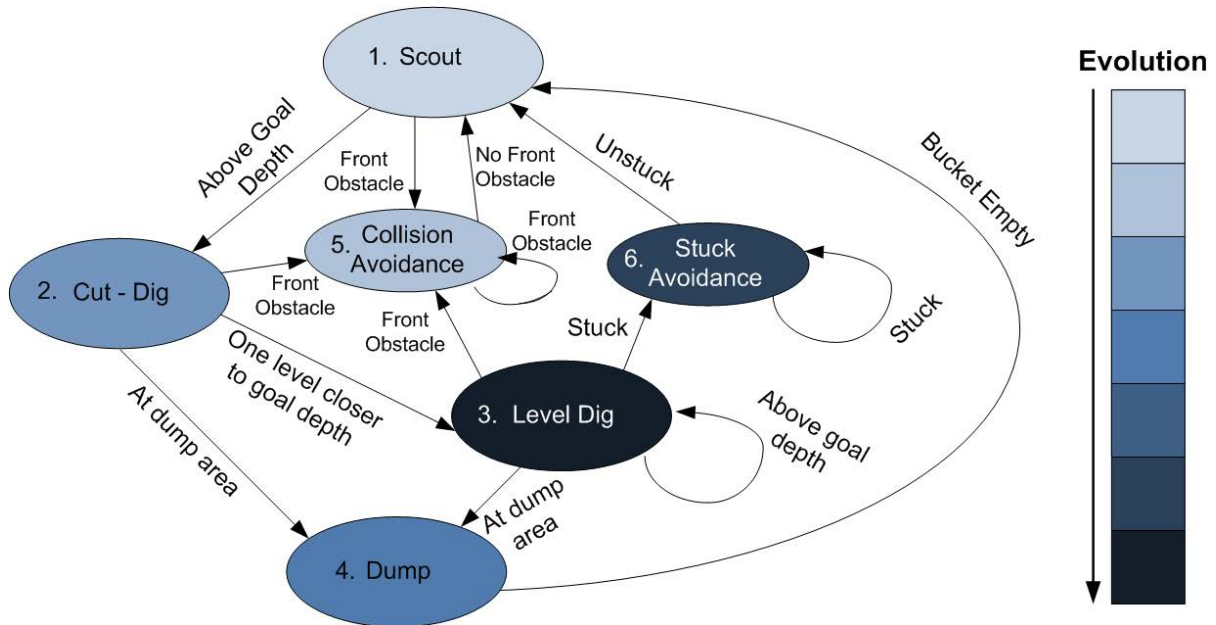 1. Scout
Evolution
Above Goal
Depth
Front
Obstacle
No Front
Obstacle
Unstuck
Bucket Empty
5. Collision
Avoidance
Front
Obstacle
6. Stuck
Avoidance
2. Cut - Dig
Front
Obstacle
Front
Obstacle
Stuck
Stuck
One level closer
to goal depth
At dump area
3. Level Dig
Above goal
depth
At dump
area
4. Dump